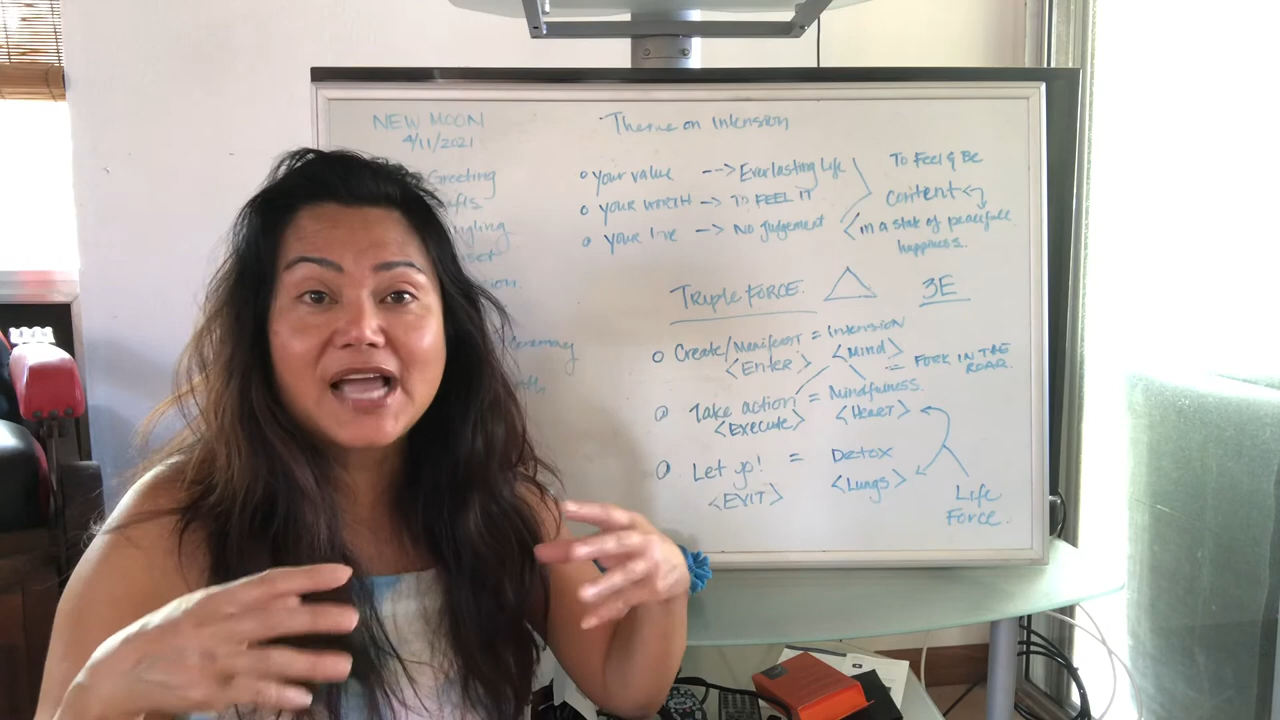 NEW MOON
4/11/2021
Greeting
Theme on Intension
o your value --> Everlasting Life
o YOUR WORTH --> TO FEEL IT
o your --> No Judgement
To Feel & Be
content
in a state of peacefull
happiness.
Triple FORCE.
3E
o Create/Manifest = Intension
<Enter> <Mind>
= FORK IN THE
ROAD.
o Take action = Mindfulness.
<Execute> <Heart>
o Let go! = Detox
<EXIT> <Lungs>
Life
Force.